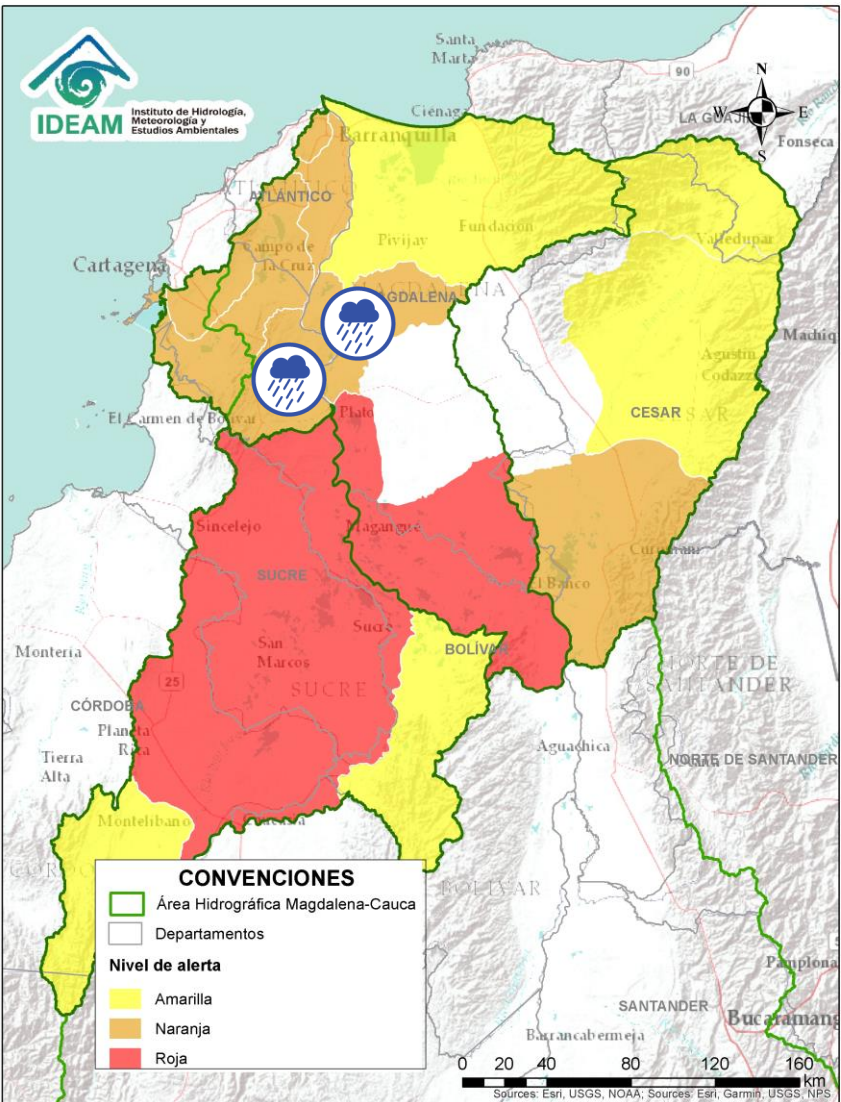 IDEAM
Instituto de Hidrología,
Meteorología y
Estudios Ambientales
Santa
Marta
90
N
W
E
S
LA GUAJIRA
Ciénaga
Barranquilla
Fonseca
ATLÁNTICO
Fundación
Pivijay
Valledupar
Campo de
la Cruz
Cartagena
MAGDALENA
Agustín
Codazzi
CESAR
El Carmen de Bolívar
Plato
Sincelejo
Magangué
SUCRE
El Banco
Sucre
BOLÍVAR
Montería
San
Marcos
SUCRE
NORTE DE
SANTANDER
25
CÓRDOBA
Planeta
Rica
Aguachica
NORTE DE SANTANDER
Tierra
Alta
Montelíbano
BOLÍVAR
CONVENCIONES
Área Hidrográfica Magdalena-Cauca
Departamentos
Nivel de alerta
Amarilla
Naranja
Roja
Pamplona
SANTANDER
Bucaramang
Barrancabermeja
0 20 40 80 120 160
km
Sources: Esri, USGS, NOAA; Sources: Esri, Garmin, USGS, NPS